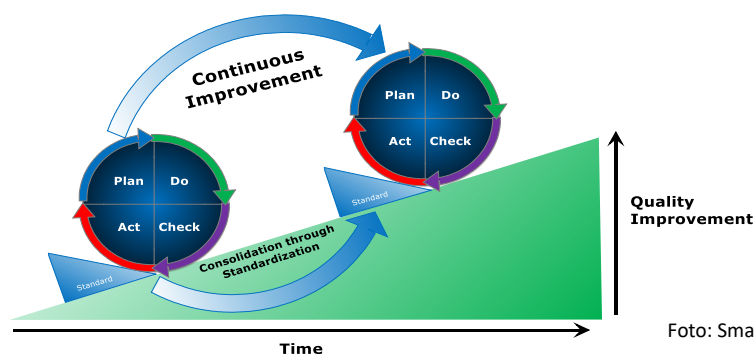 Continuous
Improvement
Plan
Do
Act
Check
Standard
Plan
Do
Act
Check
Standard
Consolidation through
Standardization
Quality
Improvement
Time
Foto: Sma